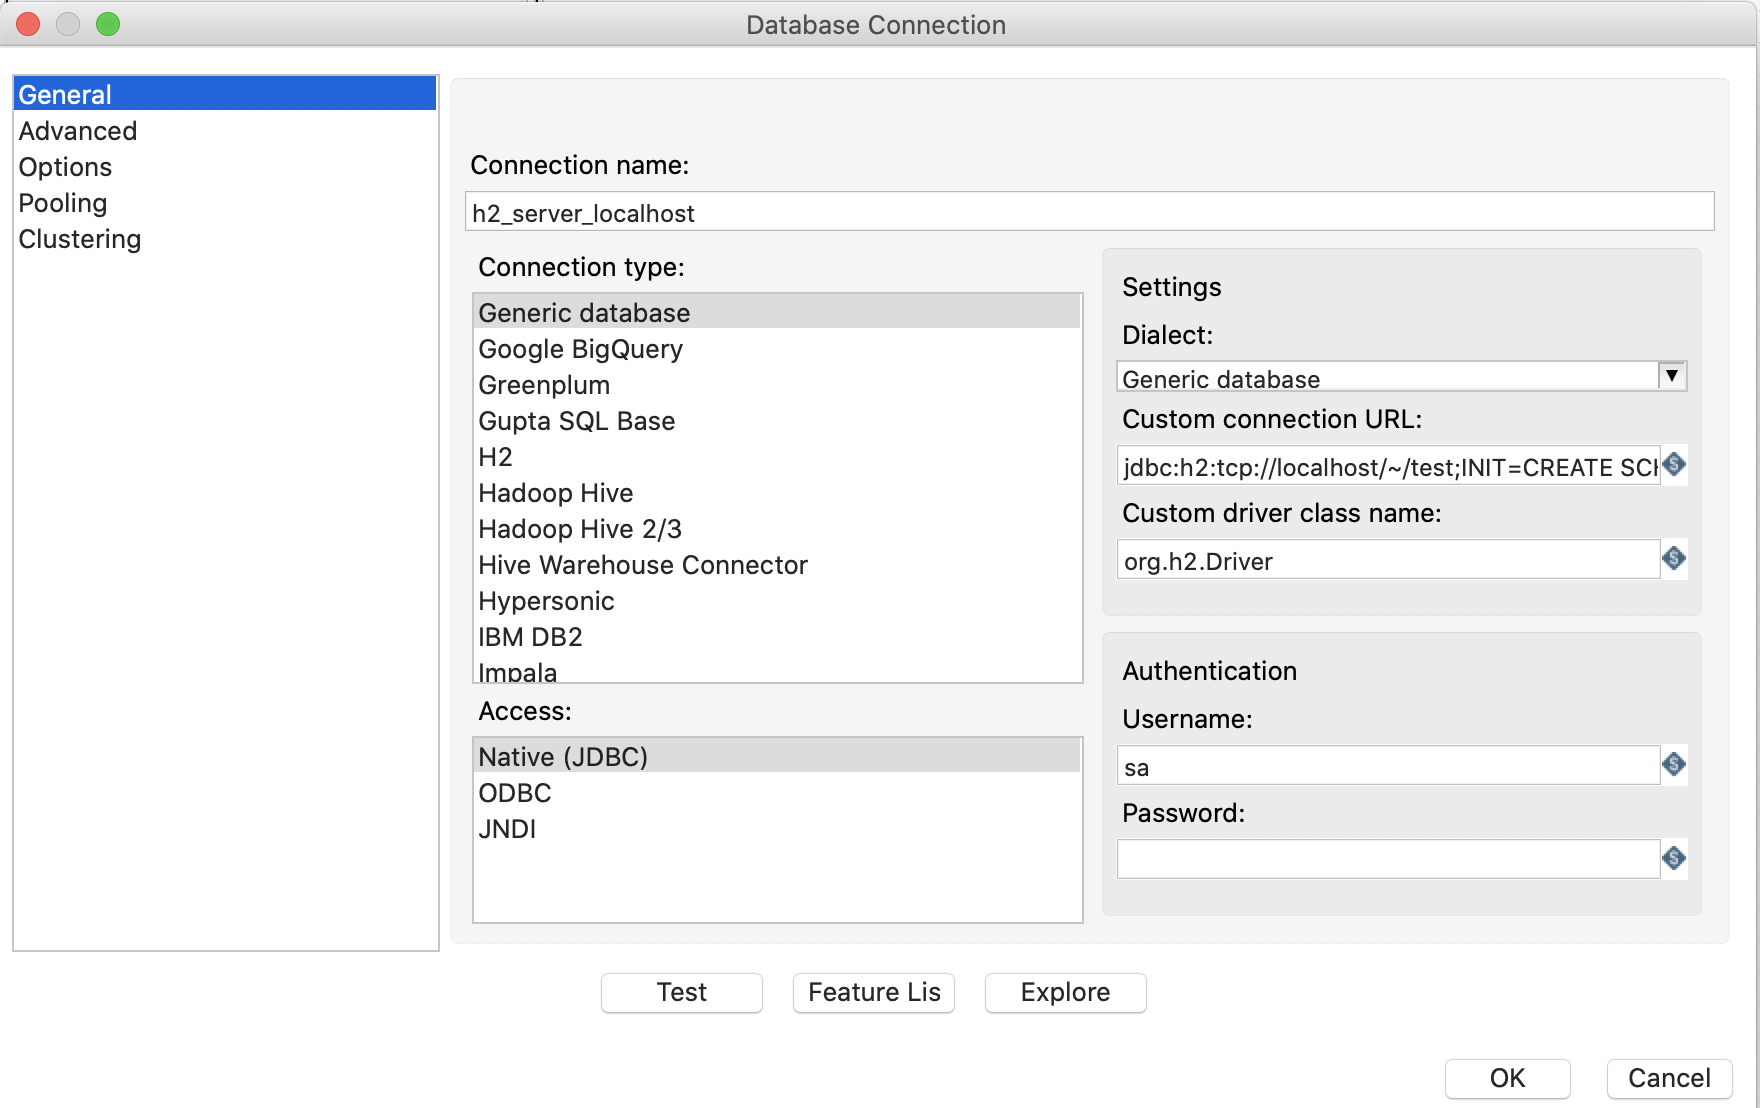 Database Connection
General
Advanced
Options
Pooling
Clustering
Connection name:
h2_server_localhost
Connection type:
Generic database
Google BigQuery
Greenplum
Gupta SQL Base
H2
Hadoop Hive
Hadoop Hive 2/3
Hive Warehouse Connector
Hypersonic
IBM DB2
Impala
Access:
Native (JDBC)
ODBC
JNDI
Settings
Dialect:
Generic database
Custom connection URL:
jdbc:h2:tcp://localhost/~/test;INIT=CREATE SCH
Custom driver class name:
org.h2.Driver
Authentication
Username:
sa
Password:
Test
Feature Lis
Explore
OK
Cancel